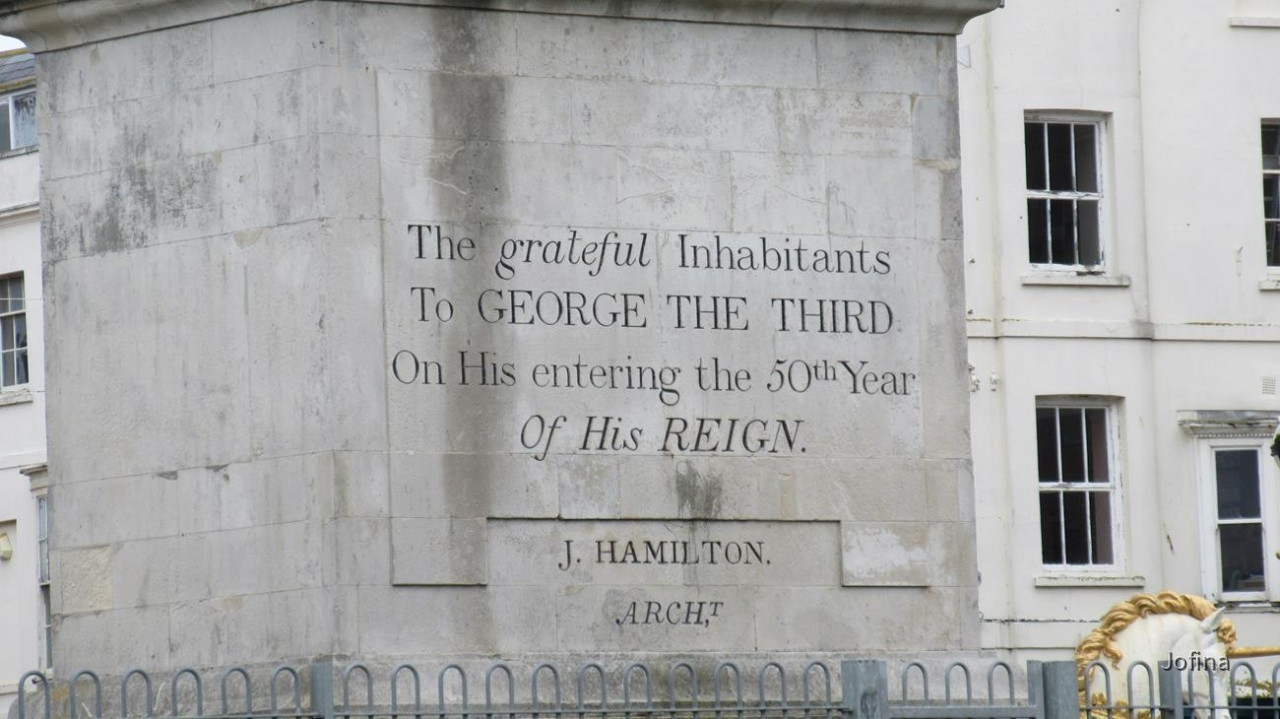 The grateful Inhabitants
To GEORGE THE THIRD
On His entering the 50th Year
Of His REIGN.
J. HAMILTON.
ARCH,T
Jofina